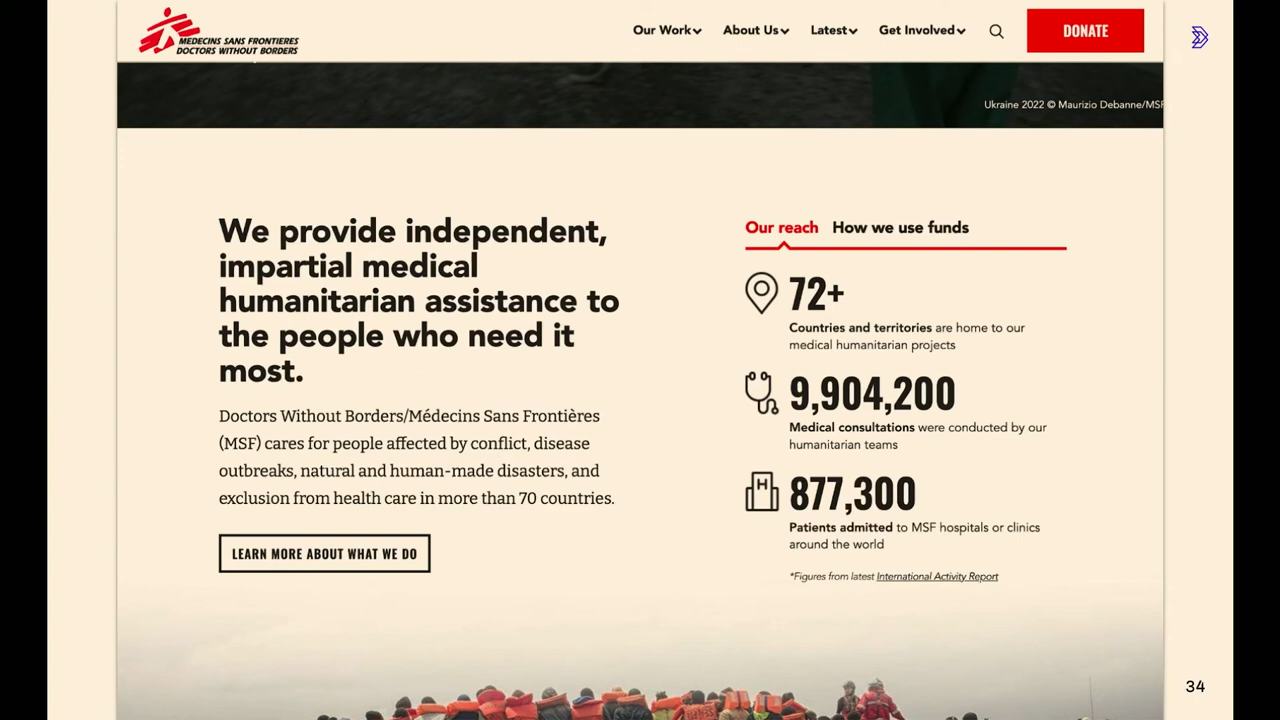 MEDECINS SANS FRONTIERES
DOCTORS WITHOUT BORDERS
Our Work
About Us
Latest
Get Involved
DONATE
Ukraine 2022 © Maurizio Debanne/MSF
We provide independent,
impartial medical
humanitarian assistance to
the people who need it
most.
Doctors Without Borders/Médecins Sans Frontières
(MSF) cares for people affected by conflict, disease
outbreaks, natural and human-made disasters, and
exclusion from health care in more than 70 countries.
LEARN MORE ABOUT WHAT WE DO
Our reach How we use funds
72+
Countries and territories are home to our
medical humanitarian projects
9,904,200
Medical consultations were conducted by our
humanitarian teams
H
877,300
Patients admitted to MSF hospitals or clinics
around the world
*Figures from latest International Activity Report
34